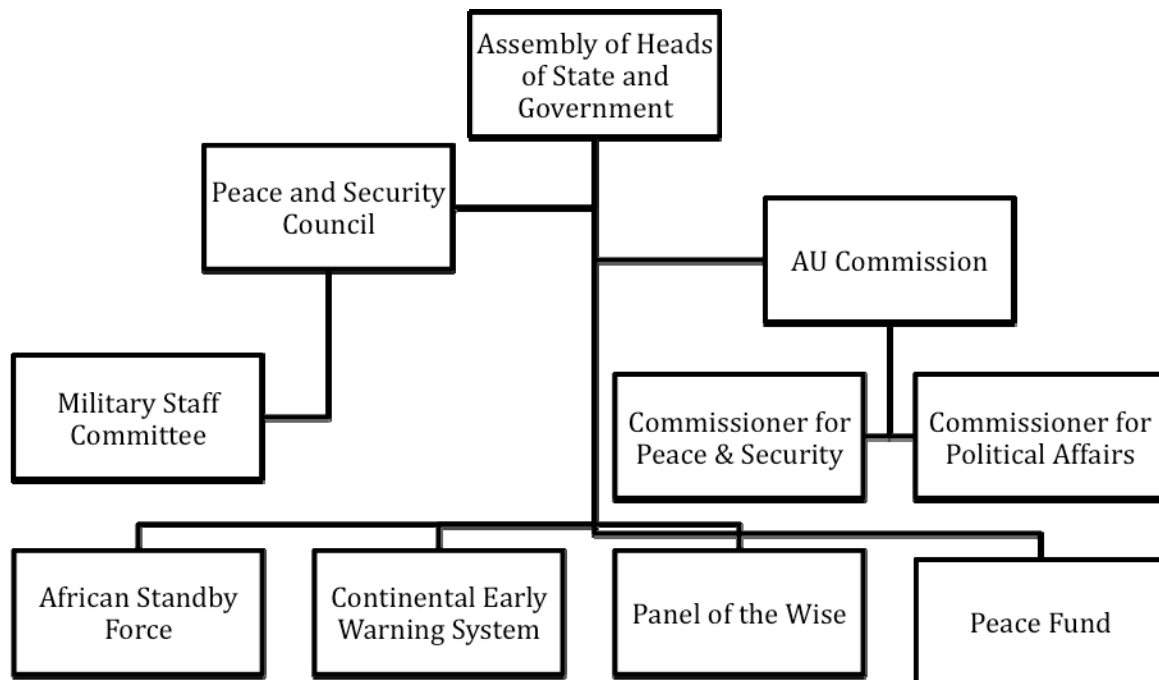 Assembly of Heads
of State and
Government
Peace and Security
Council
AU Commission
Military Staff
Committee
Commissioner for
Peace & Security
Commissioner for
Political Affairs
African Standby
Force
Continental Early
Warning System
Panel of the Wise
Peace Fund